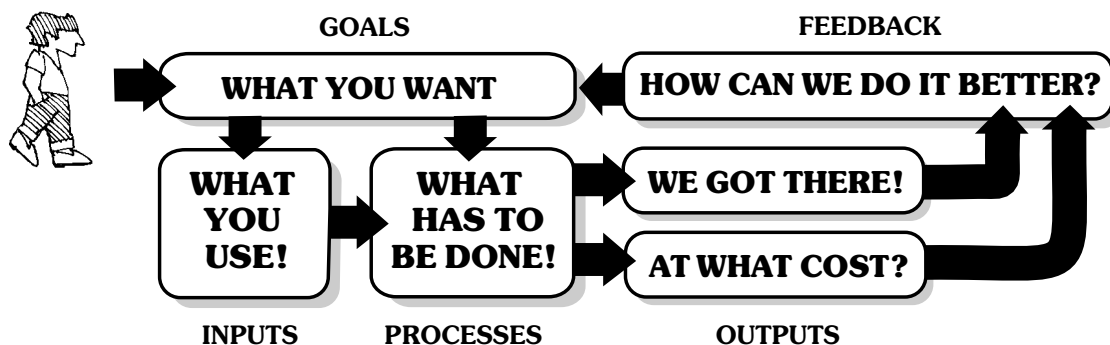 GOALS
FEEDBACK
WHAT YOU WANT
HOW CAN WE DO IT BETTER?
WHAT
YOU
USE!
WHAT
HAS TO
BE DONE!
WE GOT THERE!
AT WHAT COST?
INPUTS
PROCESSES
OUTPUTS